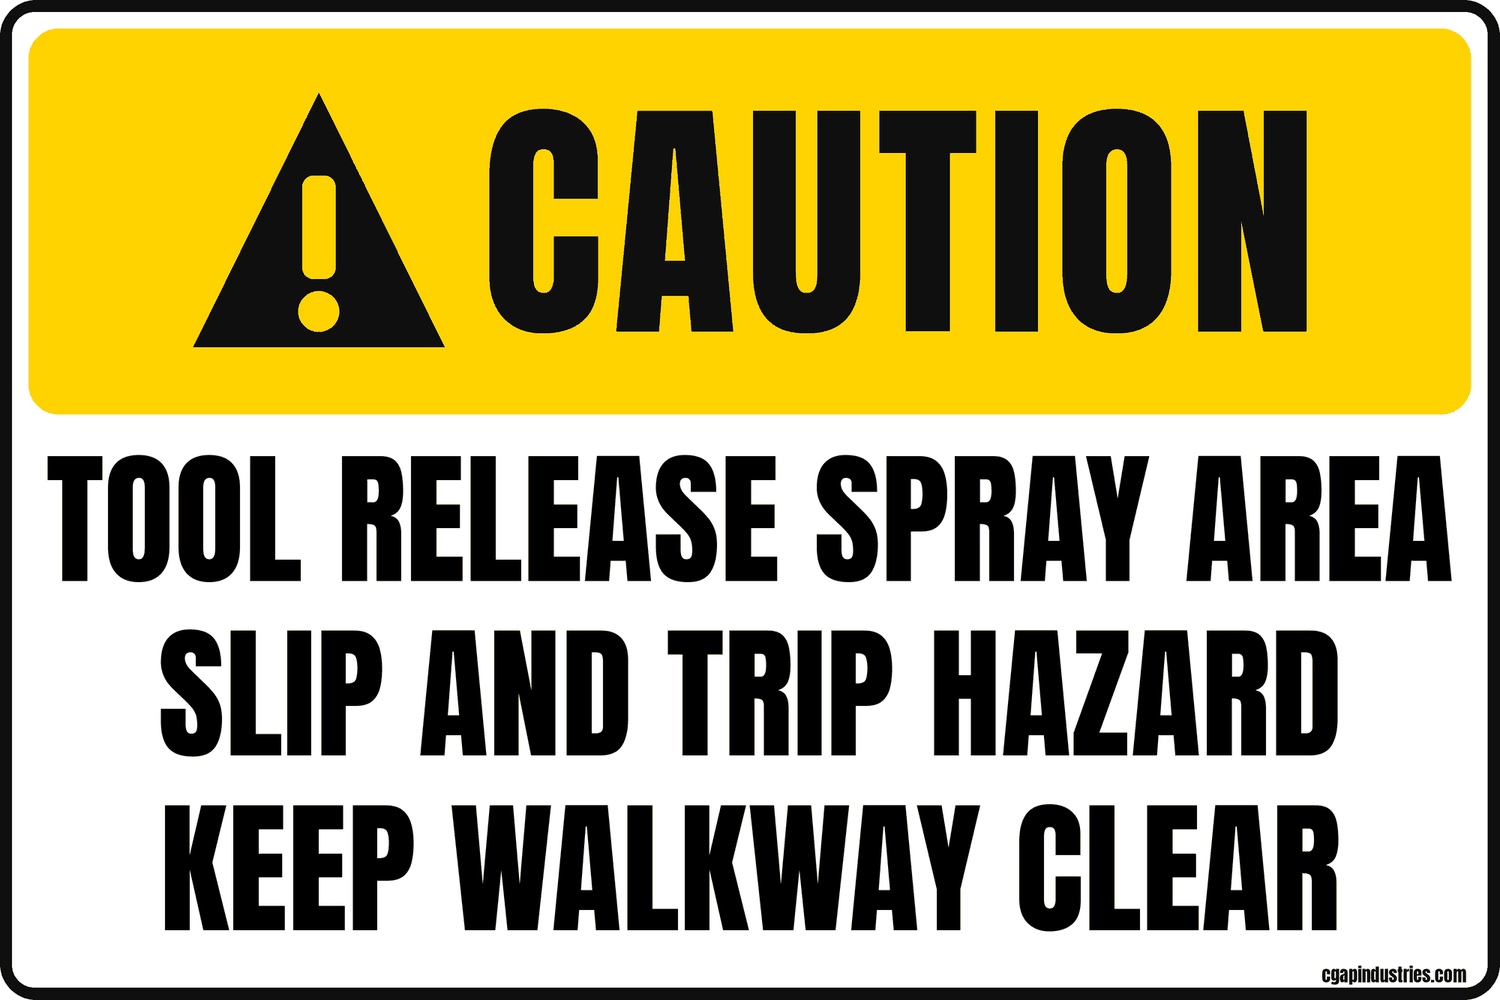 CAUTION
TOOL RELEASE SPRAY AREA
SLIP AND TRIP HAZARD
KEEP WALKWAY CLEAR
cgapindustries.com